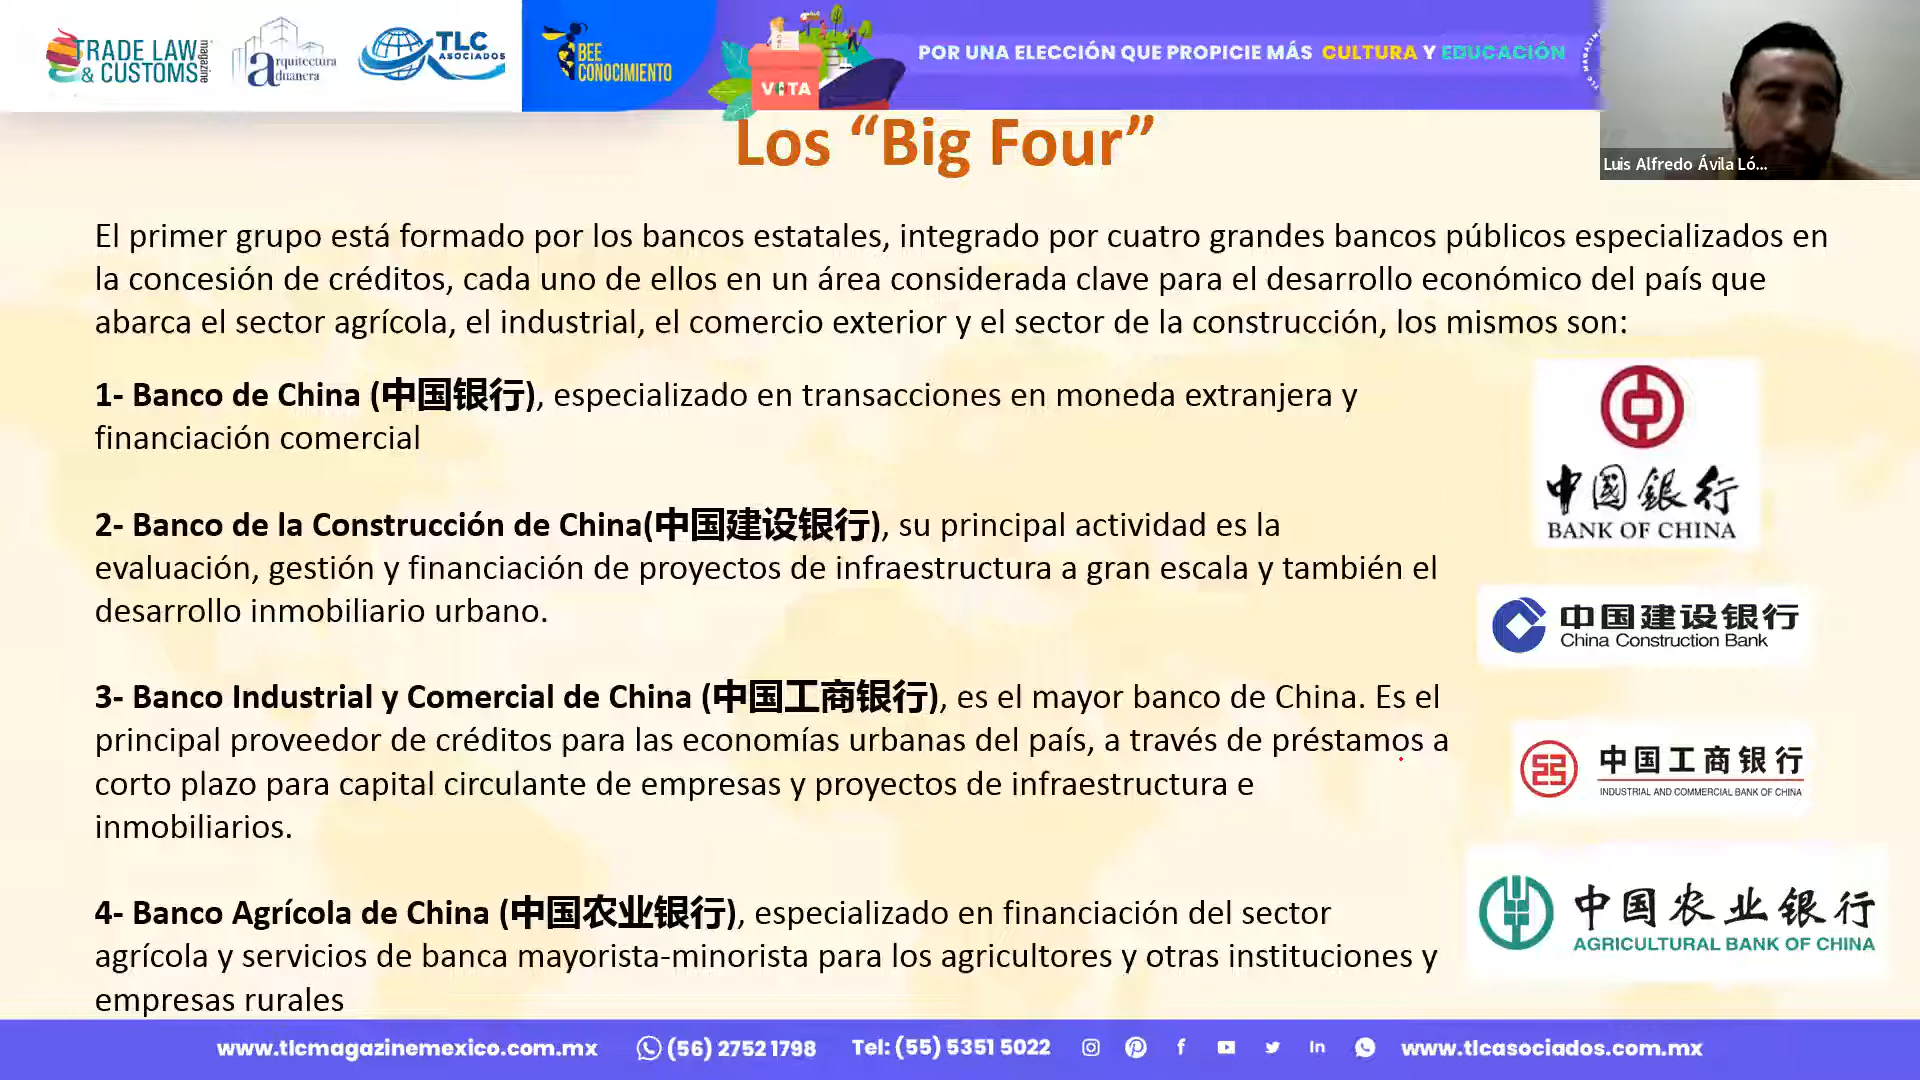 TRADE LAW
& CUSTOMS
magazine
arquitectura
aduanera
TLC
ASOCIADOS
BEE
CONOCIMIENTO
VOTA
POR UNA ELECCIÓN QUE PROPICIE MÁS CULTURA Y EDUCACIÓN
Luis Alfredo Ávila Ló...
Los “Big Four”
El primer grupo está formado por los bancos estatales, integrado por cuatro grandes bancos públicos especializados en
la concesión de créditos, cada uno de ellos en un área considerada clave para el desarrollo económico del país que
abarca el sector agrícola, el industrial, el comercio exterior y el sector de la construcción, los mismos son:
1- Banco de China (中国银行), especializado en transacciones en moneda extranjera y
financiación comercial
中國銀行
BANK OF CHINA
2- Banco de la Construcción de China(中国建设银行), su principal actividad es la
evaluación, gestión y financiación de proyectos de infraestructura a gran escala y también el
desarrollo inmobiliario urbano.
中国建设银行
China Construction Bank
3- Banco Industrial y Comercial de China (中国工商银行), es el mayor banco de China. Es el
principal proveedor de créditos para las economías urbanas del país, a través de préstamos a
corto plazo para capital circulante de empresas y proyectos de infraestructura e
inmobiliarios.
中国工商银行
INDUSTRIAL AND COMMERCIAL BANK OF CHINA
4- Banco Agrícola de China (中国农业银行), especializado en financiación del sector
agrícola y servicios de banca mayorista-minorista para los agricultores y otras instituciones y
empresas rurales
中国农业银行
AGRICULTURAL BANK OF CHINA
www.tlcmagazinemexico.com.mx (56) 2752 1798 Tel: (55) 5351 5022 www.tlcasociados.com.mx